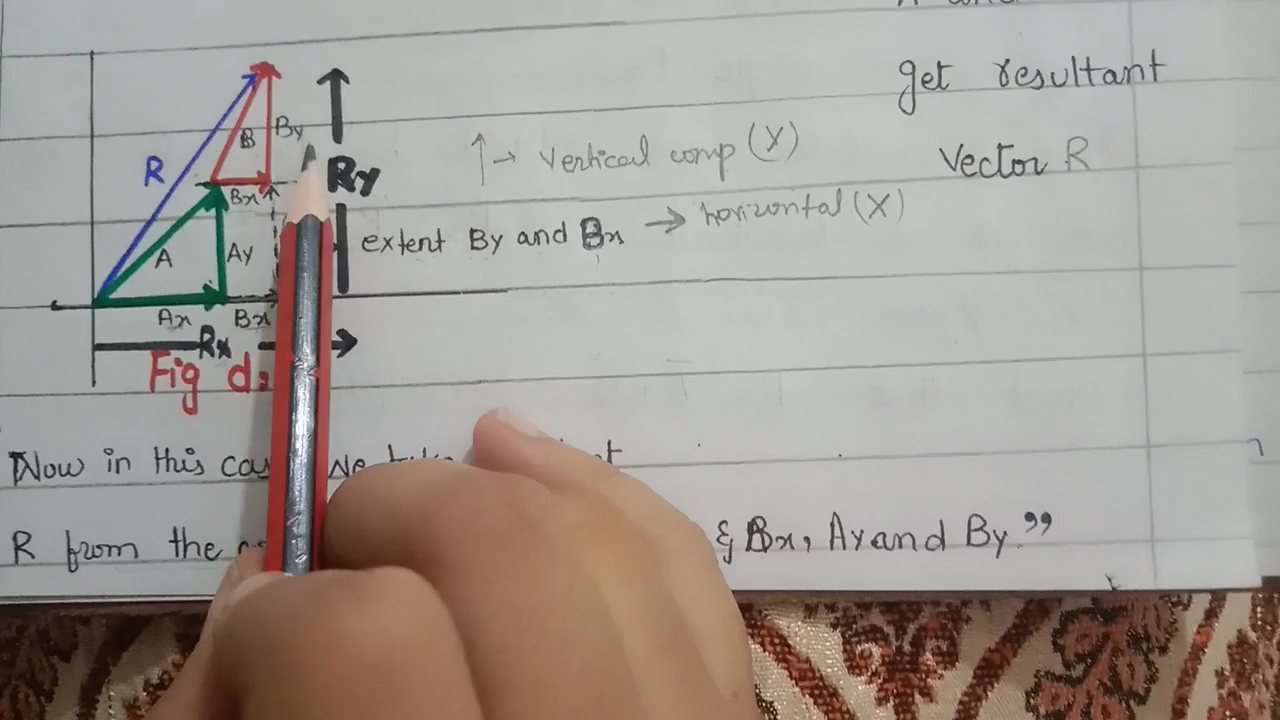 get resultant
Vector R
R
B
By
Ry
Bx
A
Ay
Ax
Bx
Rx
Fig d:
↑→ Vertical comp (Y)
extent By and Bx → horizontal (X)
Now in this
R from the & Bx, Ay and By.”